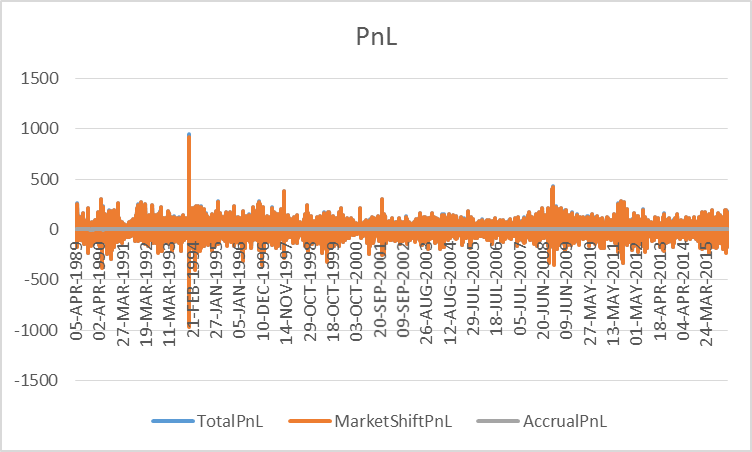 PnL
1500
1000
500
0
-500
-1000
-1500
05-APR-1989
02-APR-1990
27-MAR-1991
19-MAR-1992
11-MAR-1993
21-FEB-1994
27-JAN-1995
05-JAN-1996
10-DEC-1996
14-NOV-1997
29-OCT-1998
18-OCT-1999
03-OCT-2000
20-SEP-2001
09-SEP-2002
26-AUG-2003
12-AUG-2004
29-JUL-2005
17-JUL-2006
05-JUL-2007
20-JUN-2008
09-JUN-2009
27-MAY-2010
13-MAY-2011
01-MAY-2012
18-APR-2013
04-APR-2014
24-MAR-2015
TotalPnL MarketShiftPnL AccrualPnL